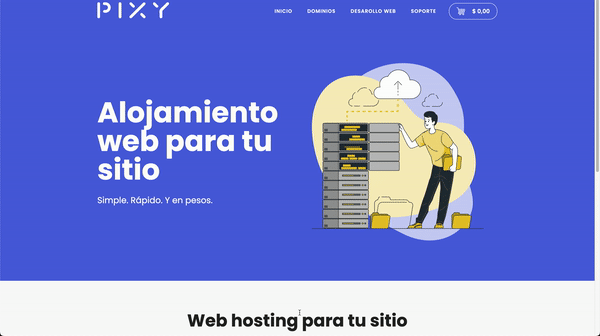 PIXY
INICIO DOMINIOS DESAROLLO WEB SOPORTE $ 0,00
Alojamiento
web para tu
sitio
Simple. Rápido. Y en pesos.
Web hosting para tu sitio